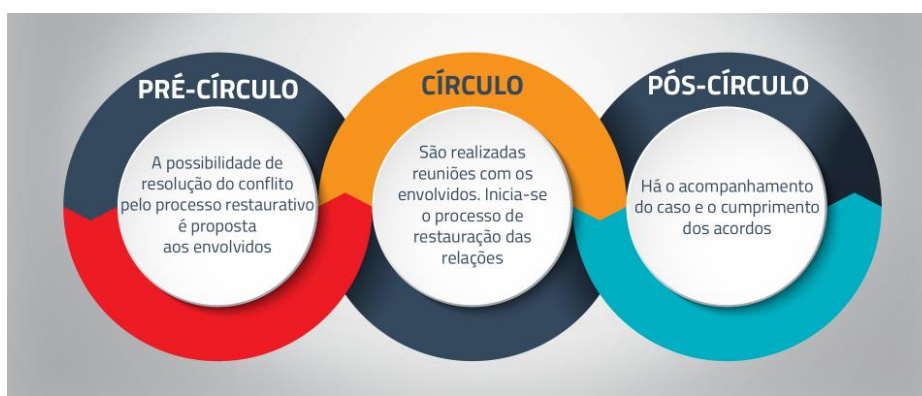 PRÉ-CÍRCULO
A possibilidade de
resolução do conflito
pelo processo restaurativo
é proposta
aos envolvidos
CÍRCULO
São realizadas
reuniões com os
envolvidos. Inicia-se
o processo de
restauração das
relações
PÓS-CÍRCULO
Há o acompanhamento
do caso e o cumprimento
dos acordos